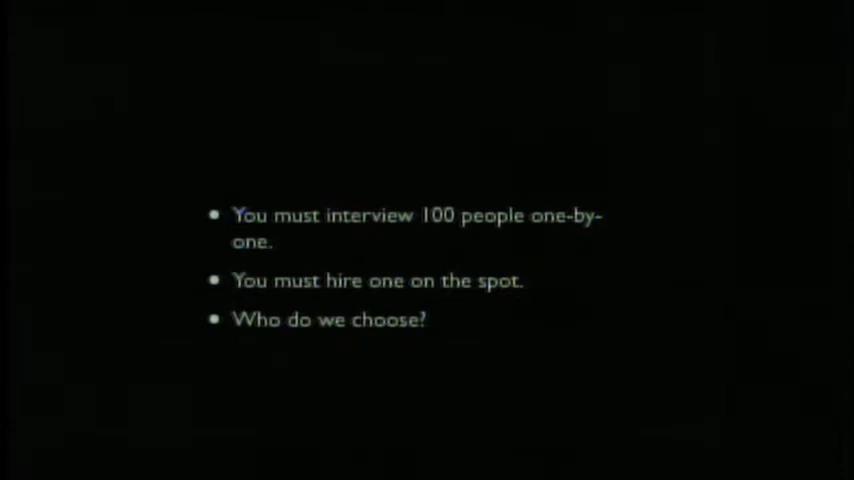 • You must interview 100 people one-by-
one.
• You must hire one on the spot.
• Who do we choose?